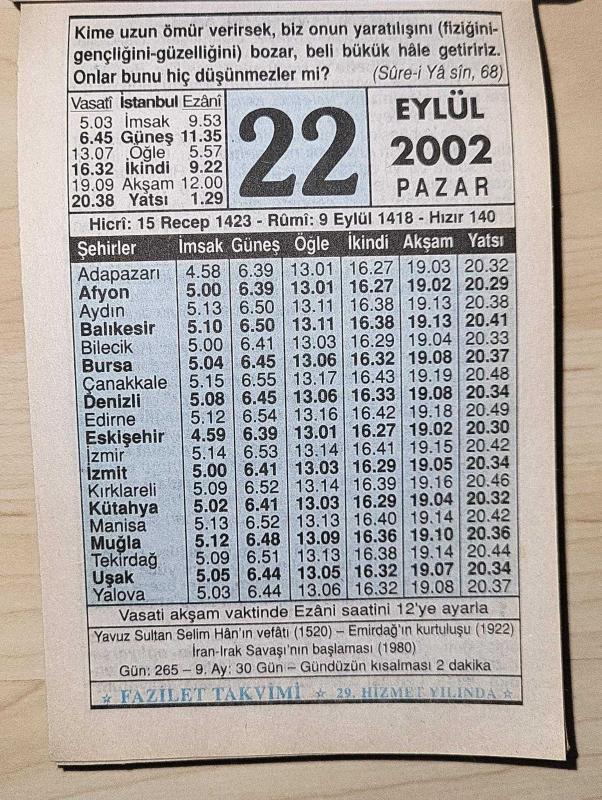 Kime uzun ömür verirsek, biz onun yaratılışını (fiziğini-
gençliğini-güzelliğini) bozar, beli bükük hâle getiririz.
Onlar bunu hiç düşünmezler mi? (Sûre-i Yâ sîn, 68)
Vasatî İstanbul Ezânî
5.03 İmsak 9.53
6.45 Güneş 11.35
13.07 Öğle 5.57
16.32 İkindi 9.22
19.09 Akşam 12.00
20.38 Yatsı 1.29
22
EYLÜL
2002
PAZAR
Hicrî: 15 Recep 1423 - Rûmî: 9 Eylül 1418 - Hızır 140
Şehirler İmsak Güneş Öğle İkindi Akşam Yatsı
Adapazarı 4.58 6.39 13.01 16.27 19.03 20.32
Afyon 5.00 6.39 13.01 16.27 19.02 20.29
Aydın 5.13 6.50 13.11 16.38 19.13 20.38
Balıkesir 5.10 6.50 13.11 16.38 19.13 20.41
Bilecik 5.00 6.41 13.03 16.29 19.04 20.33
Bursa 5.04 6.45 13.06 16.32 19.08 20.37
Çanakkale 5.15 6.55 13.17 16.43 19.19 20.48
Denizli 5.08 6.45 13.06 16.33 19.08 20.34
Edirne 5.12 6.54 13.16 16.42 19.18 20.49
Eskişehir 4.59 6.39 13.01 16.27 19.02 20.30
İzmir 5.14 6.53 13.14 16.41 19.15 20.42
İzmit 5.00 6.41 13.03 16.29 19.05 20.34
Kırklareli 5.09 6.52 13.14 16.39 19.16 20.46
Kütahya 5.02 6.41 13.03 16.29 19.04 20.32
Manisa 5.13 6.52 13.13 16.40 19.14 20.42
Muğla 5.12 6.48 13.09 16.36 19.10 20.36
Tekirdağ 5.09 6.51 13.13 16.38 19.14 20.44
Uşak 5.05 6.44 13.05 16.32 19.07 20.34
Yalova 5.03 6.44 13.06 16.32 19.08 20.37
Vasati akşam vaktinde Ezâni saatini 12'ye ayarla
Yavuz Sultan Selim Hân'ın vefâtı (1520) – Emirdağ'ın kurtuluşu (1922)
İran-Irak Savaşı'nın başlaması (1980)
Gün: 265 – 9. Ay: 30 Gün – Gündüzün kısalması 2 dakika
☆ FAZİLET TAKVİMİ ☆ 29. HİZMET YILINDA ☆